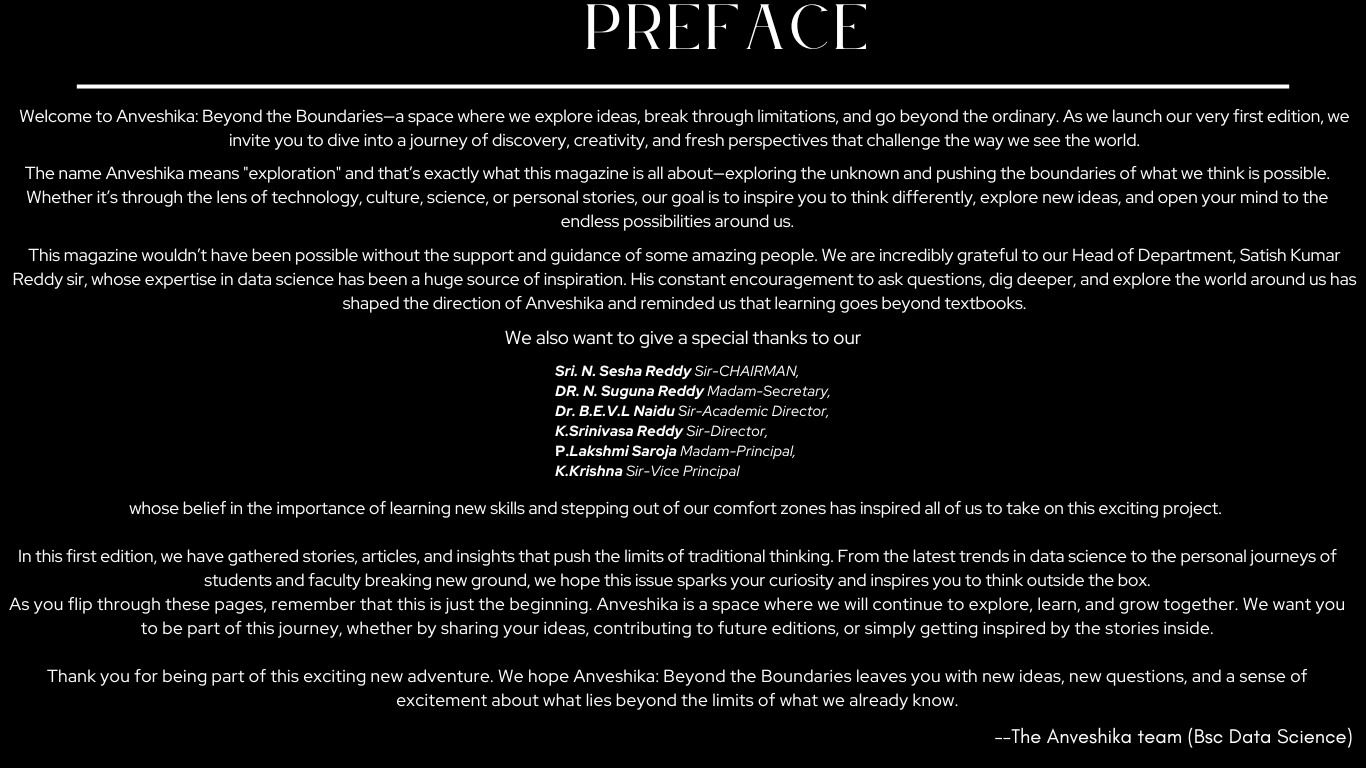 PREFACE
Welcome to Anveshika: Beyond the Boundaries—a space where we explore ideas, break through limitations, and go beyond the ordinary. As we launch our very first edition, we
invite you to dive into a journey of discovery, creativity, and fresh perspectives that challenge the way we see the world.
The name Anveshika means "exploration" and that’s exactly what this magazine is all about—exploring the unknown and pushing the boundaries of what we think is possible.
Whether it’s through the lens of technology, culture, science, or personal stories, our goal is to inspire you to think differently, explore new ideas, and open your mind to the
endless possibilities around us.
This magazine wouldn’t have been possible without the support and guidance of some amazing people. We are incredibly grateful to our Head of Department, Satish Kumar
Reddy sir, whose expertise in data science has been a huge source of inspiration. His constant encouragement to ask questions, dig deeper, and explore the world around us has
shaped the direction of Anveshika and reminded us that learning goes beyond textbooks.
We also want to give a special thanks to our
Sri. N. Sesha Reddy Sir-CHAIRMAN,
DR. N. Suguna Reddy Madam-Secretary,
Dr. B.E.V.L Naidu Sir-Academic Director,
K.Srinivasa Reddy Sir-Director,
P.Lakshmi Saroja Madam-Principal,
K.Krishna Sir-Vice Principal
whose belief in the importance of learning new skills and stepping out of our comfort zones has inspired all of us to take on this exciting project.
In this first edition, we have gathered stories, articles, and insights that push the limits of traditional thinking. From the latest trends in data science to the personal journeys of
students and faculty breaking new ground, we hope this issue sparks your curiosity and inspires you to think outside the box.
As you flip through these pages, remember that this is just the beginning. Anveshika is a space where we will continue to explore, learn, and grow together. We want you
to be part of this journey, whether by sharing your ideas, contributing to future editions, or simply getting inspired by the stories inside.
Thank you for being part of this exciting new adventure. We hope Anveshika: Beyond the Boundaries leaves you with new ideas, new questions, and a sense of
excitement about what lies beyond the limits of what we already know.
--The Anveshika team (Bsc Data Science)